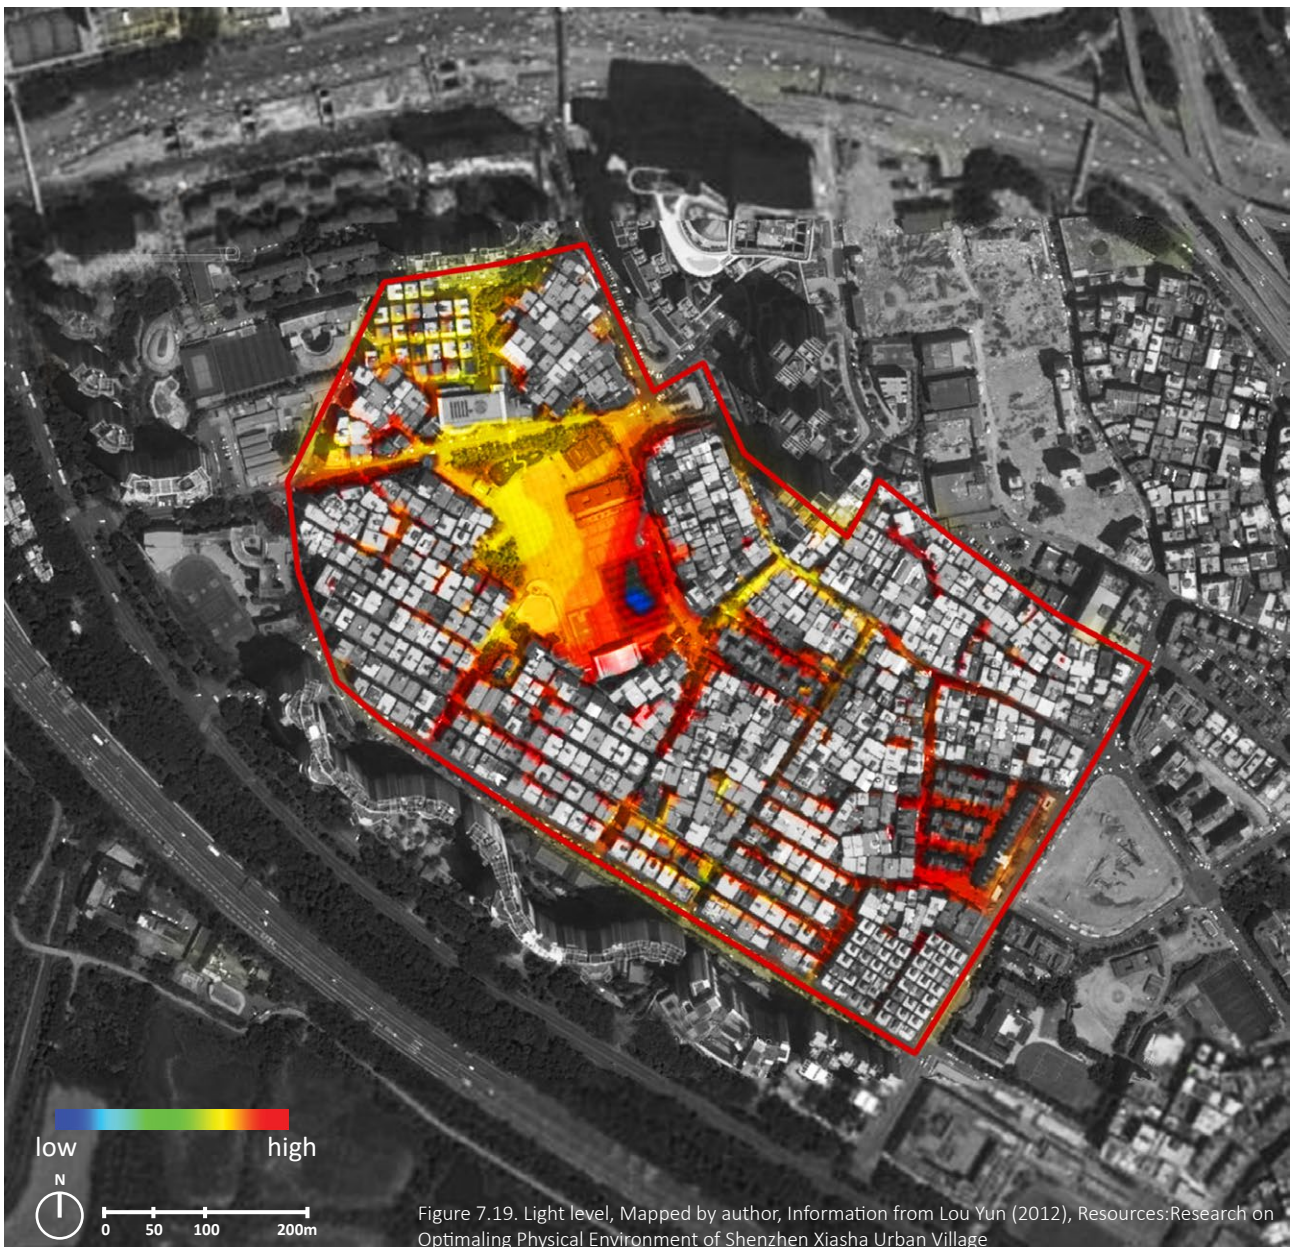 low high
N
0 50 100 200m
Figure 7.19. Light level, Mapped by author, Information from Lou Yun (2012), Resources:Research on
Optimaling Physical Environment of Shenzhen Xiasha Urban Village